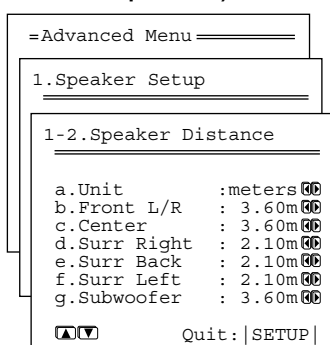 =Advanced Menu
1.Speaker Setup
1-2.Speaker Distance
a.Unit :meters
b.Front L/R : 3.60m
c.Center : 3.60m
d.Surr Right : 2.10m
e.Surr Back : 2.10m
f.Surr Left : 2.10m
g.Subwoofer : 3.60m
Quit:|SETUP|